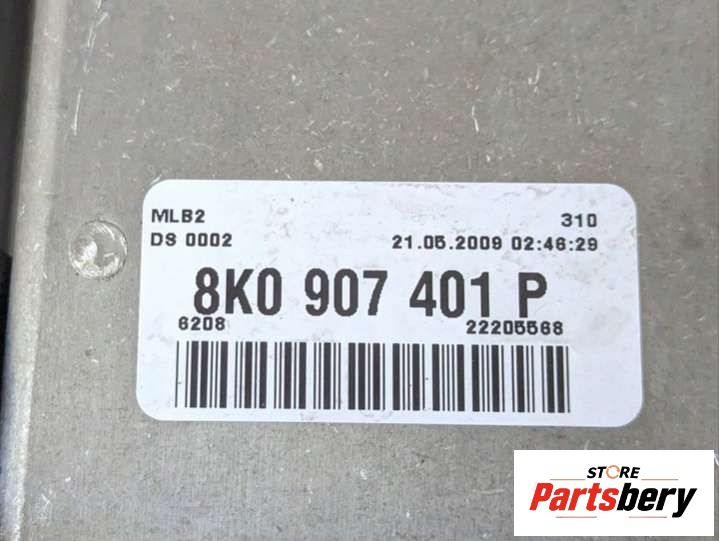 MLB2 310
DS 0002 21.05.2009 02:46:29
8K0 907 401 P
6208 22205568
STORE
Partsbery